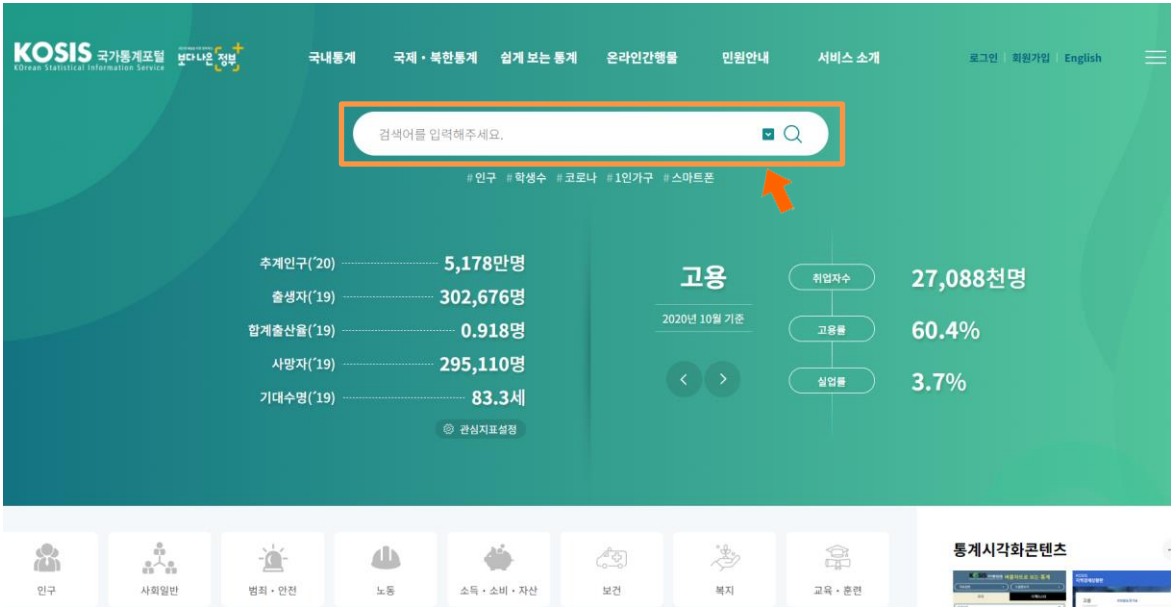 KOSIS 국가통계포털
KOrean Statistical Information Service
보다나은 정부
국내통계 국제・북한통계 쉽게 보는 통계 온라인간행물 민원안내 서비스 소개
로그인 회원가입 English
검색어를 입력해주세요.
#인구 #학생수 #코로나 #1인가구 #스마트폰
추계인구(´20) 5,178만명
출생자(´19) 302,676명
합계출산율(´19) 0.918명
사망자(´19) 295,110명
기대수명(´19) 83.3세
관심지표설정
고용
2020년 10월 기준
취업자수 27,088천명
고용률 60.4%
실업률 3.7%
인구 사회일반 범죄・안전 노동 소득・소비・자산 보건 복지 교육・훈련
통계시각화콘텐츠